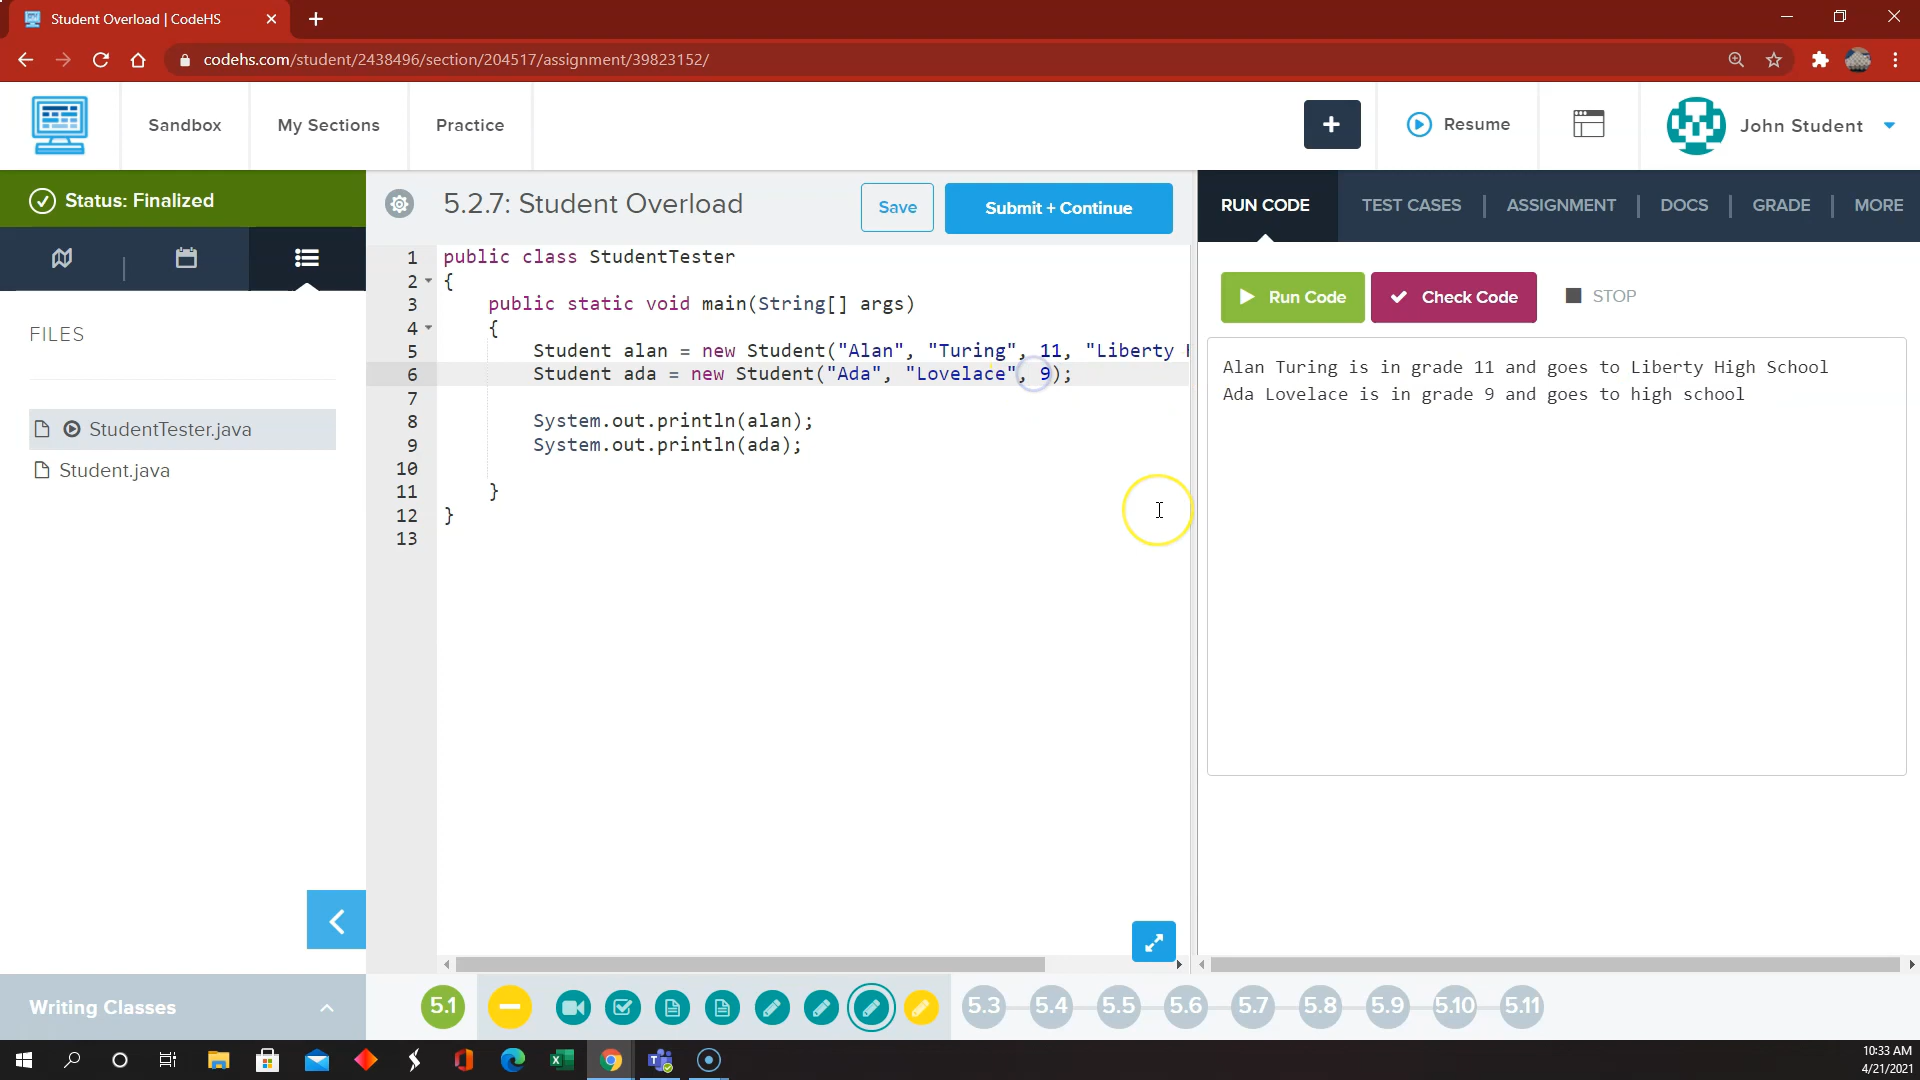 Student Overload | CodeHS
codehs.com/student/2438496/section/204517/assignment/39823152/
Sandbox
My Sections
Practice
+
Resume
John Student
Status: Finalized
5.2.7: Student Overload
Save
Submit + Continue
RUN CODE
TEST CASES
ASSIGNMENT
DOCS
GRADE
MORE
FILES
StudentTester.java
Student.java
1 public class StudentTester
2 {
3 public static void main(String[] args)
4 {
5 Student alan = new Student("Alan", "Turing", 11, "Liberty
6 Student ada = new Student("Ada", "Lovelace", 9);
7
8 System.out.println(alan);
9 System.out.println(ada);
10
11 }
12 }
13
Run Code
Check Code
STOP
Alan Turing is in grade 11 and goes to Liberty High School
Ada Lovelace is in grade 9 and goes to high school
Writing Classes
5.1
5.3
5.4
5.5
5.6
5.7
5.8
5.9
5.10
5.11
10:33 AM
4/21/2021